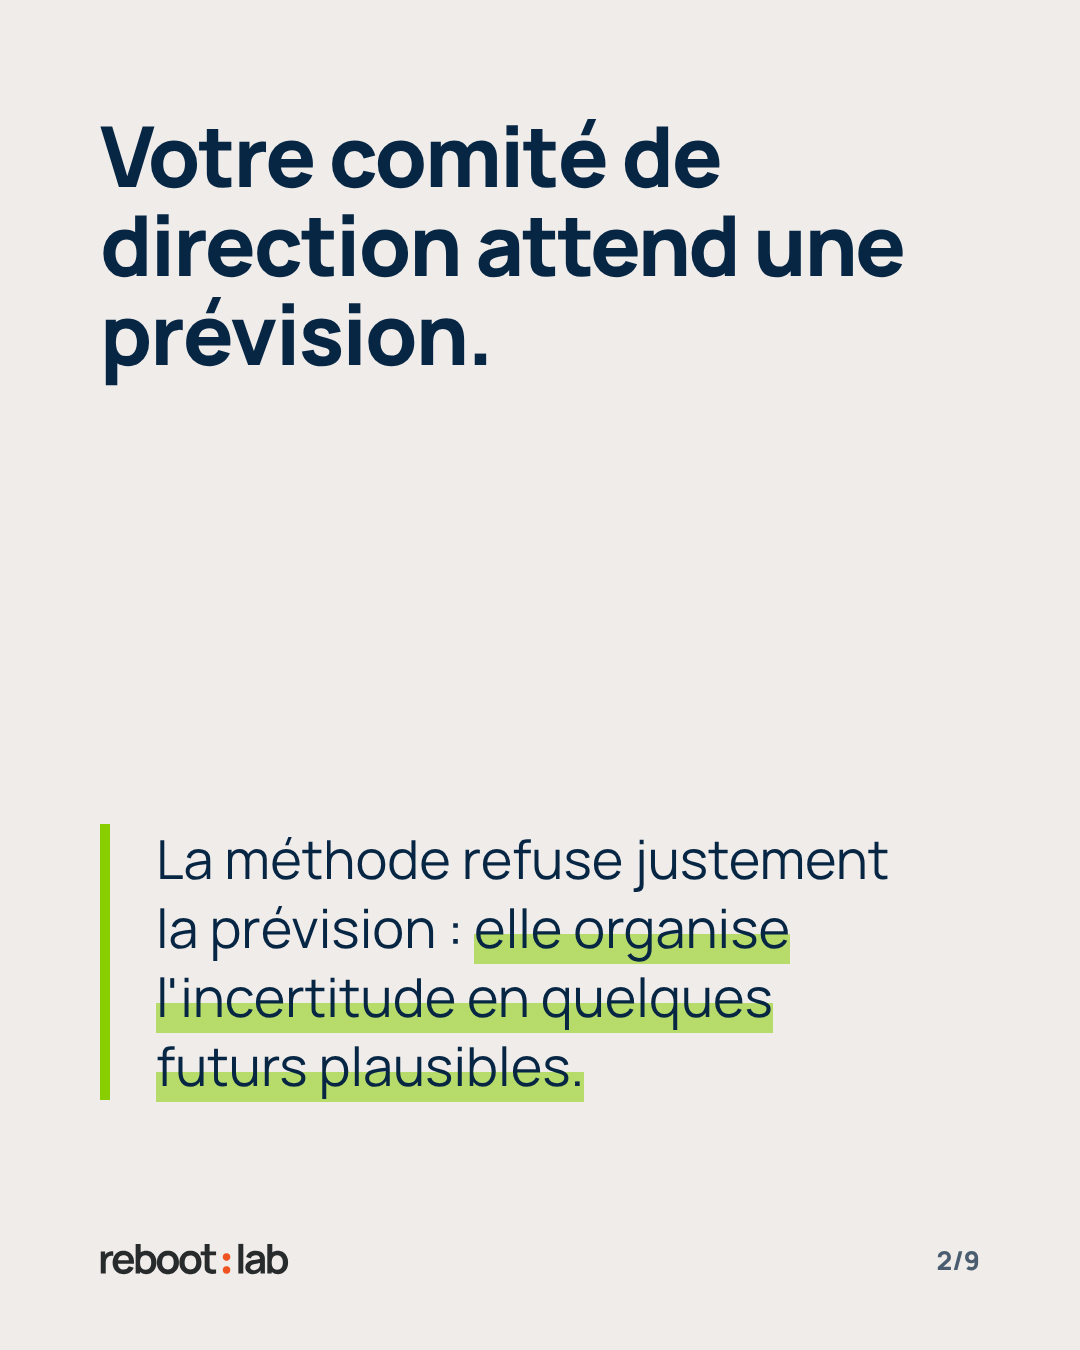 Votre comité de
direction attend une
prévision.
La méthode refuse justement
la prévision : elle organise
l'incertitude en quelques
futurs plausibles.
reboot:lab
2/9